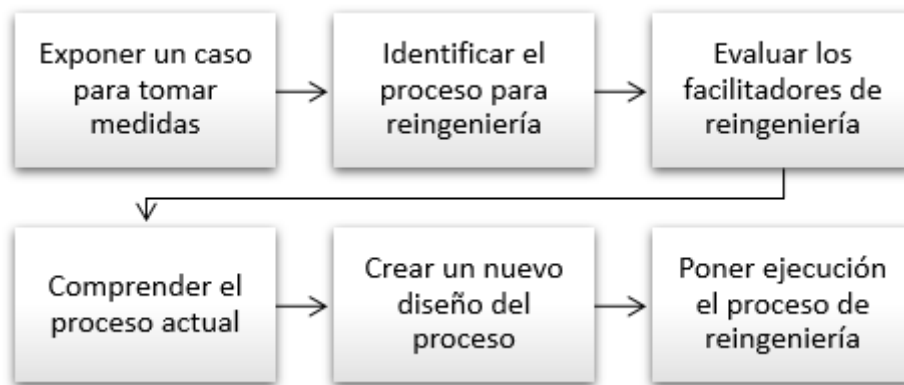 Exponer un caso
para tomar
medidas
Identificar el
proceso para
reingeniería
Evaluar los
facilitadores de
reingeniería
Comprender el
proceso actual
Crear un nuevo
diseño del
proceso
Poner ejecución
el proceso de
reingeniería